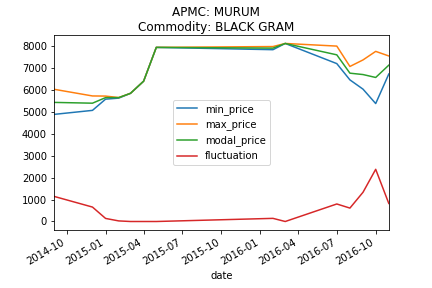 APMC: MURUM
Commodity: BLACK GRAM
8000
7000
6000
5000
4000
3000
2000
1000
0
min_price
max_price
modal_price
fluctuation
2014-10
2015-01
2015-04
2015-07
2015-10
2016-01
2016-04
2016-07
2016-10
date